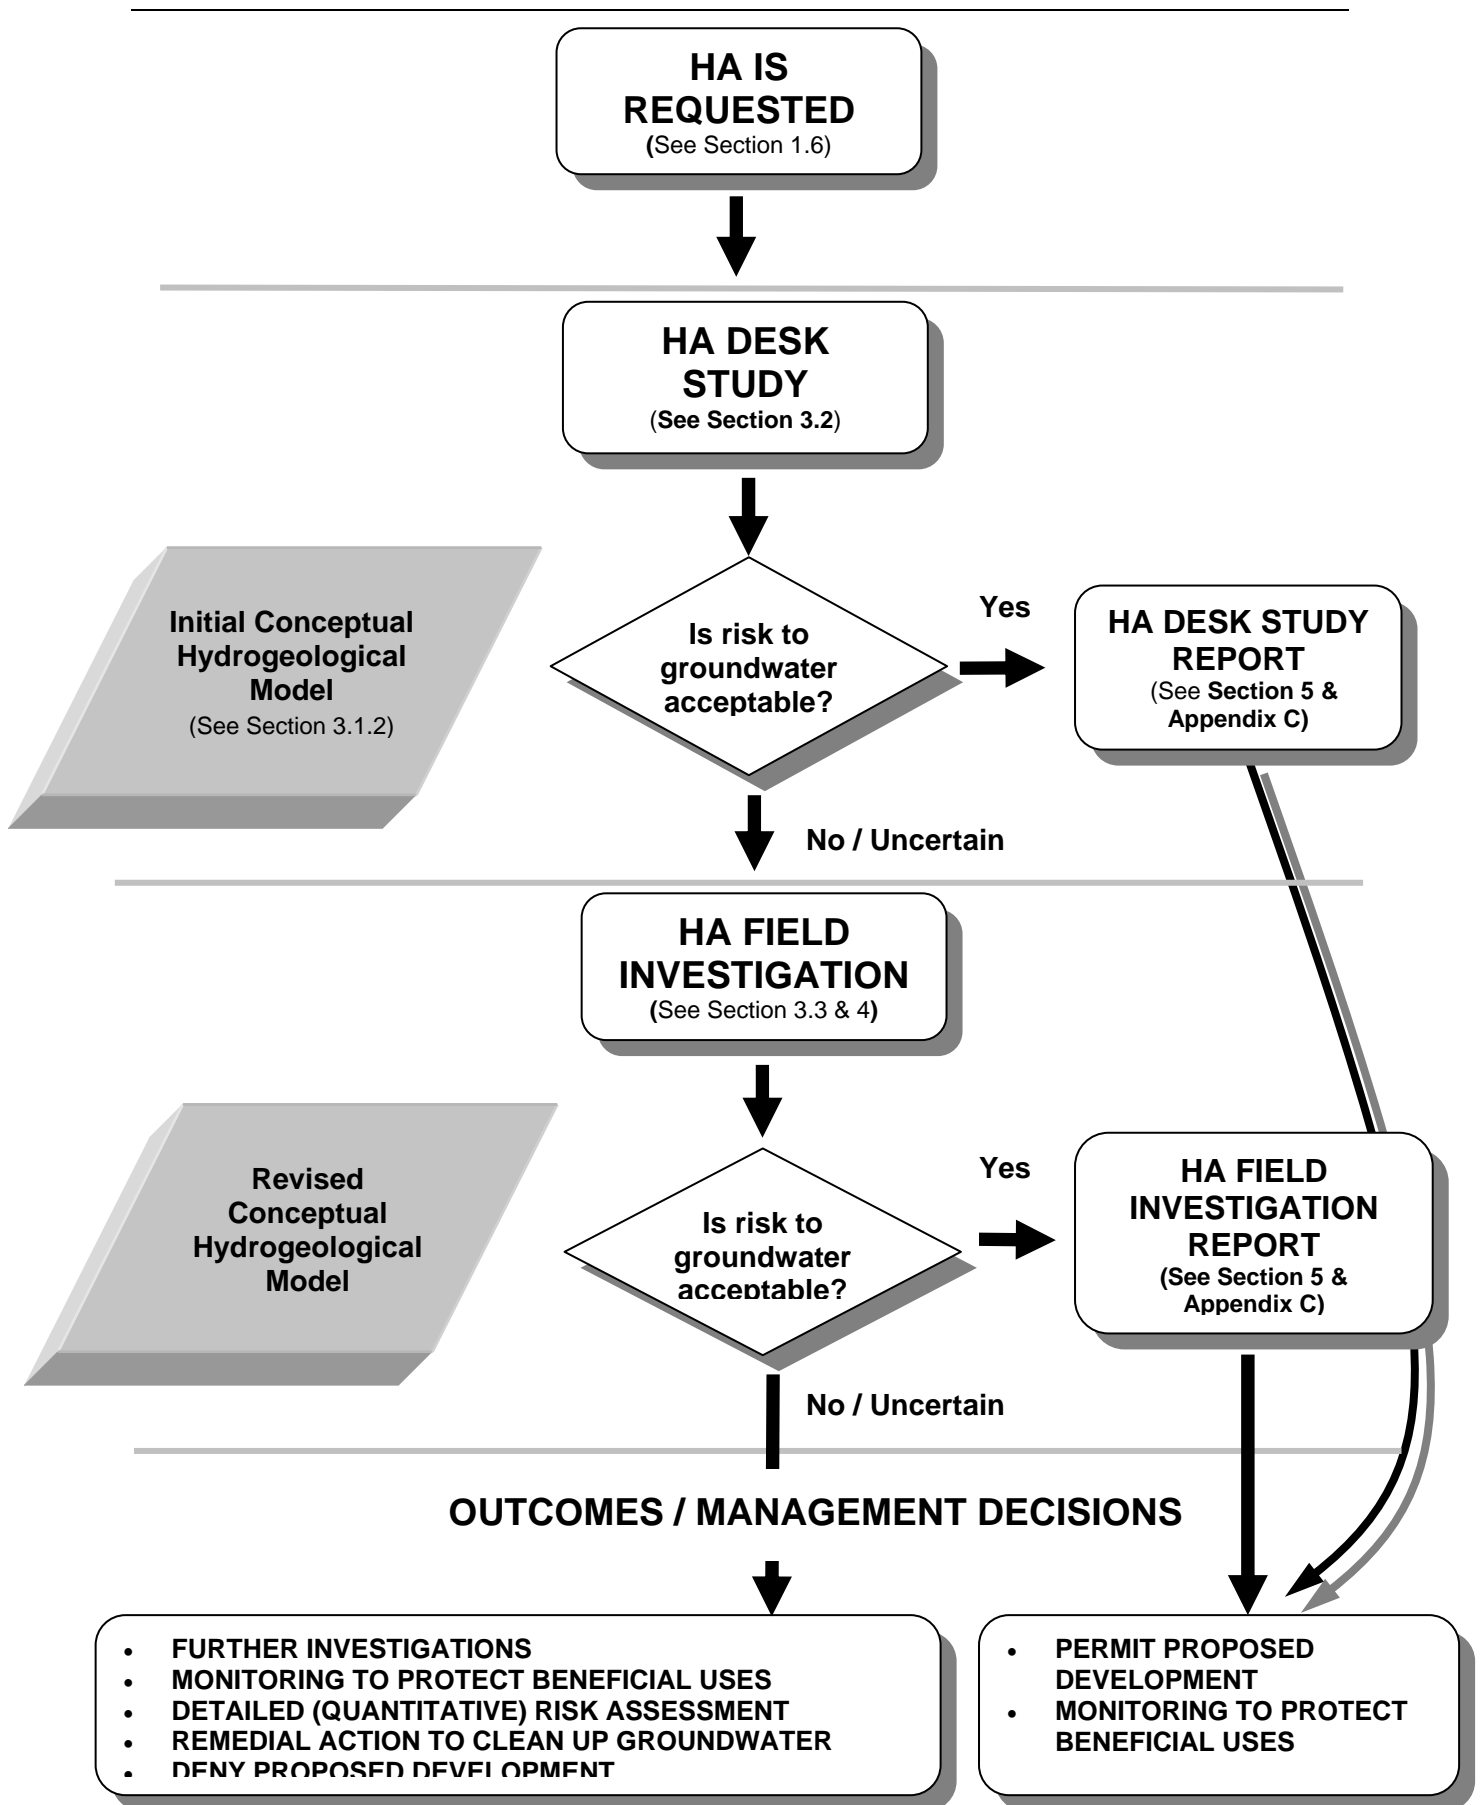 HA IS
REQUESTED
(See Section 1.6)
HA DESK
STUDY
(See Section 3.2)
Initial Conceptual
Hydrogeological
Model
(See Section 3.1.2)
Is risk to
groundwater
acceptable?
Yes
HA DESK STUDY
REPORT
(See Section 5 &
Appendix C)
No / Uncertain
HA FIELD
INVESTIGATION
(See Section 3.3 & 4)
Revised
Conceptual
Hydrogeological
Model
Is risk to
groundwater
acceptable?
Yes
HA FIELD
INVESTIGATION
REPORT
(See Section 5 &
Appendix C)
No / Uncertain
OUTCOMES / MANAGEMENT DECISIONS
• FURTHER INVESTIGATIONS
• MONITORING TO PROTECT BENEFICIAL USES
• DETAILED (QUANTITATIVE) RISK ASSESSMENT
• REMEDIAL ACTION TO CLEAN UP GROUNDWATER
• DENY PROPOSED DEVELOPMENT
• PERMIT PROPOSED
DEVELOPMENT
• MONITORING TO PROTECT
BENEFICIAL USES